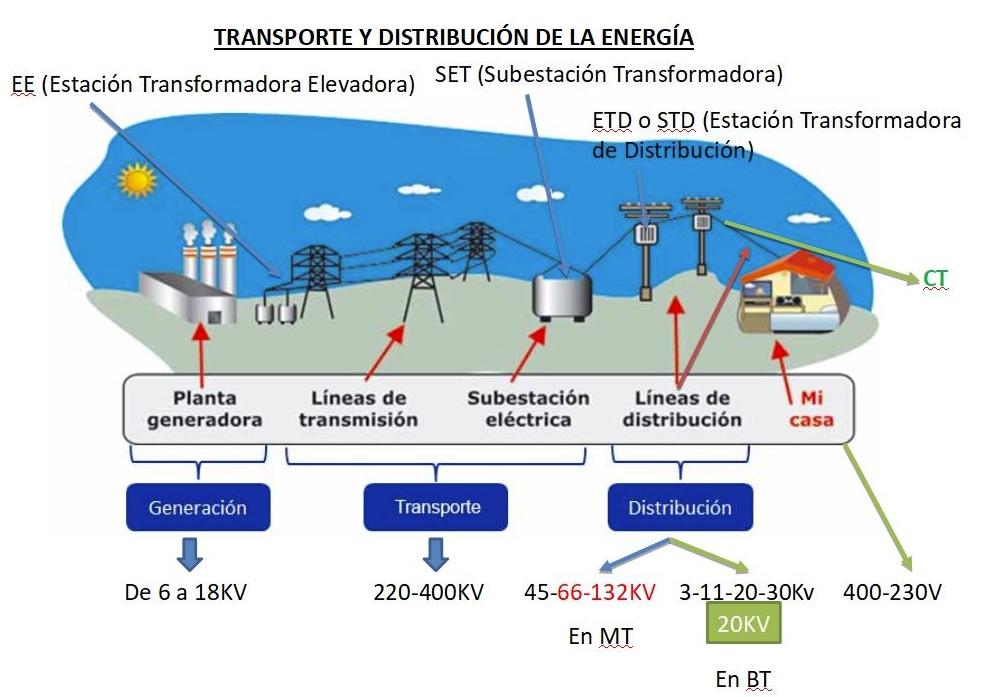 TRANSPORTE Y DISTRIBUCIÓN DE LA ENERGÍA
EE (Estación Transformadora Elevadora)
SET (Subestación Transformadora)
ETD o STD (Estación Transformadora
de Distribución)
CT
Planta
generadora
Líneas de
transmisión
Subestación
eléctrica
Líneas de
distribución
Mi
casa
Generación
Transporte
Distribución
De 6 a 18KV
220-400KV
45-66-132KV
3-11-20-30Kv
400-230V
20KV
En MT
En BT